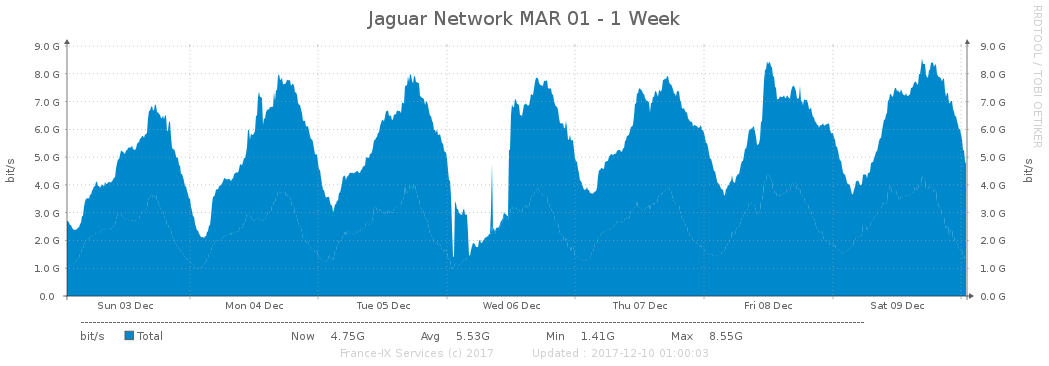 Jaguar Network MAR 01 - 1 Week
RRDTOOL / TOBI OETIKER
bit/s
9.0 G 9.0 G
8.0 G 8.0 G
7.0 G 7.0 G
6.0 G 6.0 G
5.0 G 5.0 G
4.0 G 4.0 G
3.0 G 3.0 G
2.0 G 2.0 G
1.0 G 1.0 G
0.0 0.0 G
bit/s
Sun 03 Dec Mon 04 Dec Tue 05 Dec Wed 06 Dec Thu 07 Dec Fri 08 Dec Sat 09 Dec
bit/s Total Now 4.75G Avg 5.53G Min 1.41G Max 8.55G
France-IX Services (c) 2017 Updated : 2017-12-10 01:00:03